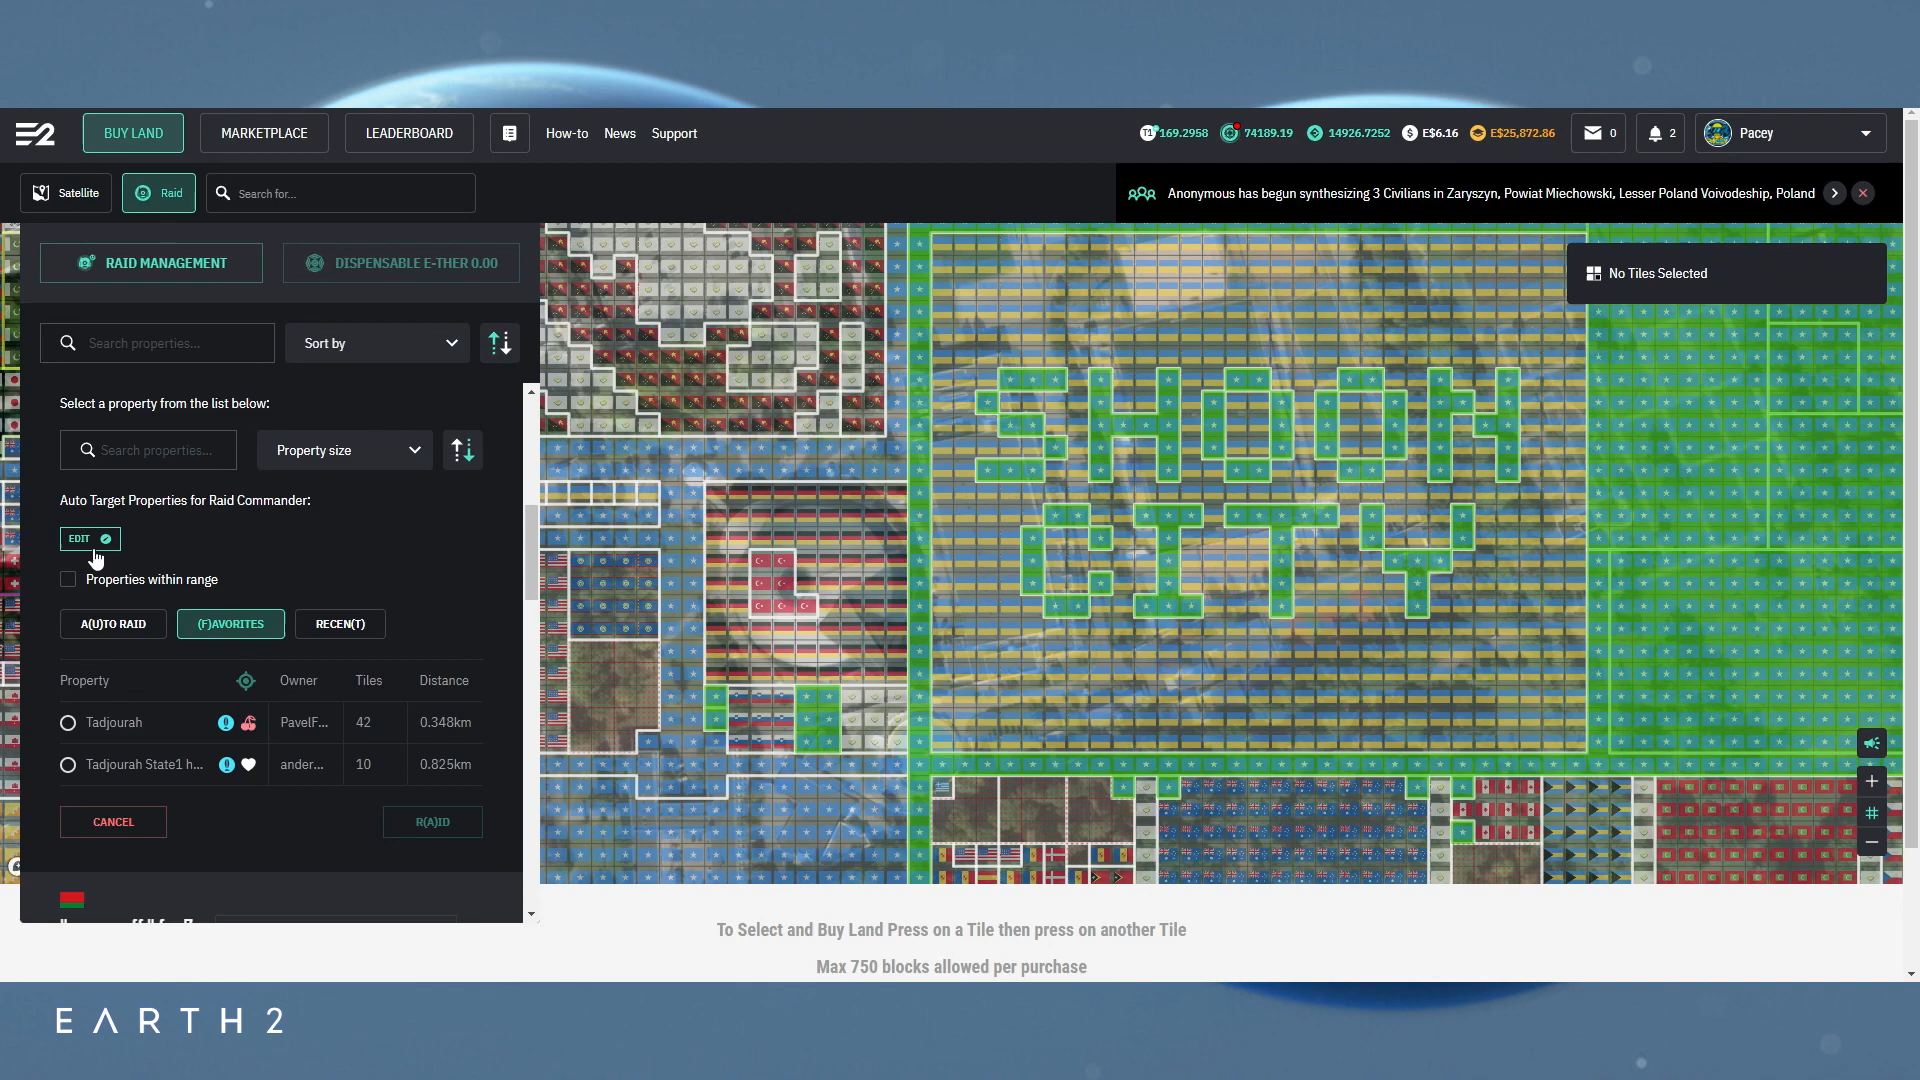 BUY LAND
MARKETPLACE
LEADERBOARD
How-to
News
Support
T1 169.2958
74189.19
14926.7252
E$6.16
E$25,872.86
0
2
Pacey
Satellite
Raid
Search for...
Anonymous has begun synthesizing 3 Civilians in Zaryszyn, Powiat Miechowski, Lesser Poland Voivodeship, Poland
RAID MANAGEMENT
DISPENSABLE E-THER 0.00
No Tiles Selected
Search properties...
Sort by
Select a property from the list below:
Search properties...
Property size
Auto Target Properties for Raid Commander:
EDIT
Properties within range
A(U)TO RAID
(F)AVORITES
RECEN(T)
Property
Owner
Tiles
Distance
Tadjourah
PavelF...
42
0.348km
Tadjourah State1 h...
ander...
10
0.825km
CANCEL
R(A)ID
SHOON
CITY
To Select and Buy Land Press on a Tile then press on another Tile
Max 750 blocks allowed per purchase
EARTH 2